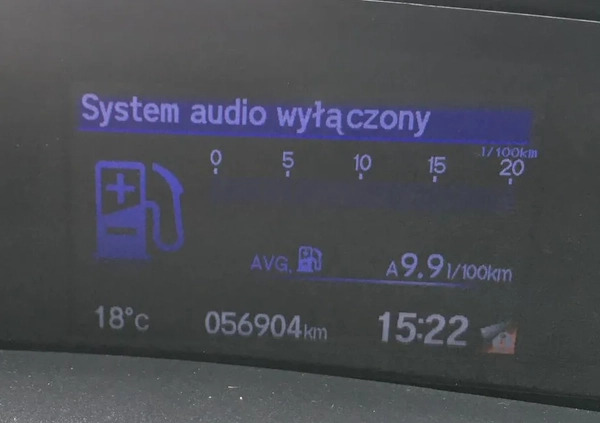 System audio wyłączony
l/100km
0 5 10 15 20
AVG. A9.9l/100km
18°C 056904km 15:22